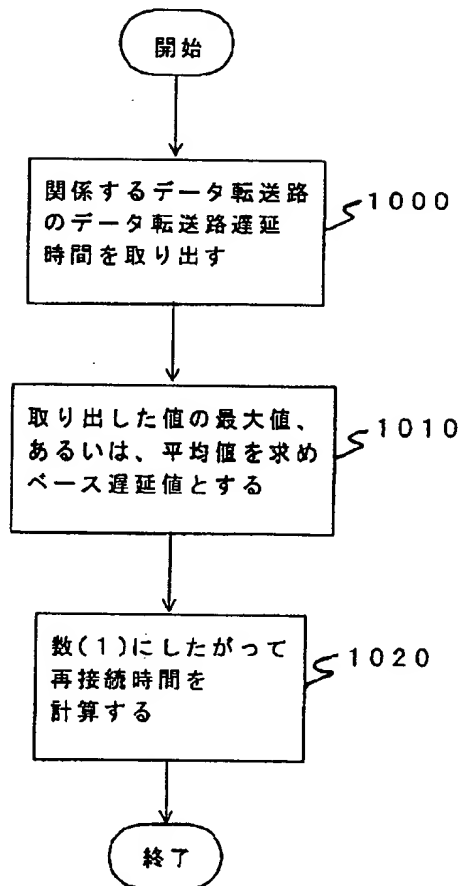 開始
関係するデータ転送路
のデータ転送路遅延
時間を取り出す
1000
取り出した値の最大値、
あるいは、平均値を求め
ベース遅延値とする
1010
数(1)にしたがって
再接続時間を
計算する
1020
終了